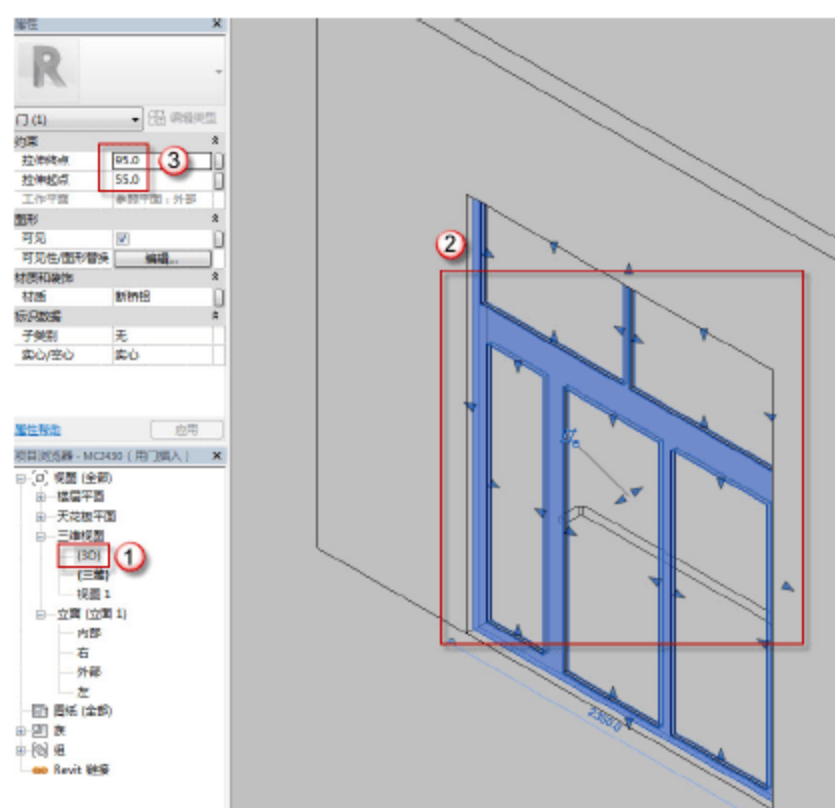 属性
R
门 (1)
编辑类型
约束
拉伸终点 95.0
③
拉伸起点 55.0
工作平面 参照平面 : 外部
图形
可见
可见性/图形替换 编辑...
材质和装饰
材质 断桥铝
标识数据
子类别 无
实心/空心 实心
属性帮助 应用
项目浏览器 - MC2430 ( 用门插入 )
视图 (全部)
楼层平面
天花板平面
三维视图
{3D}
①
{三维}
视图 1
立面 (立面 1)
内部
右
外部
左
图纸 (全部)
族
组
Revit 链接
②